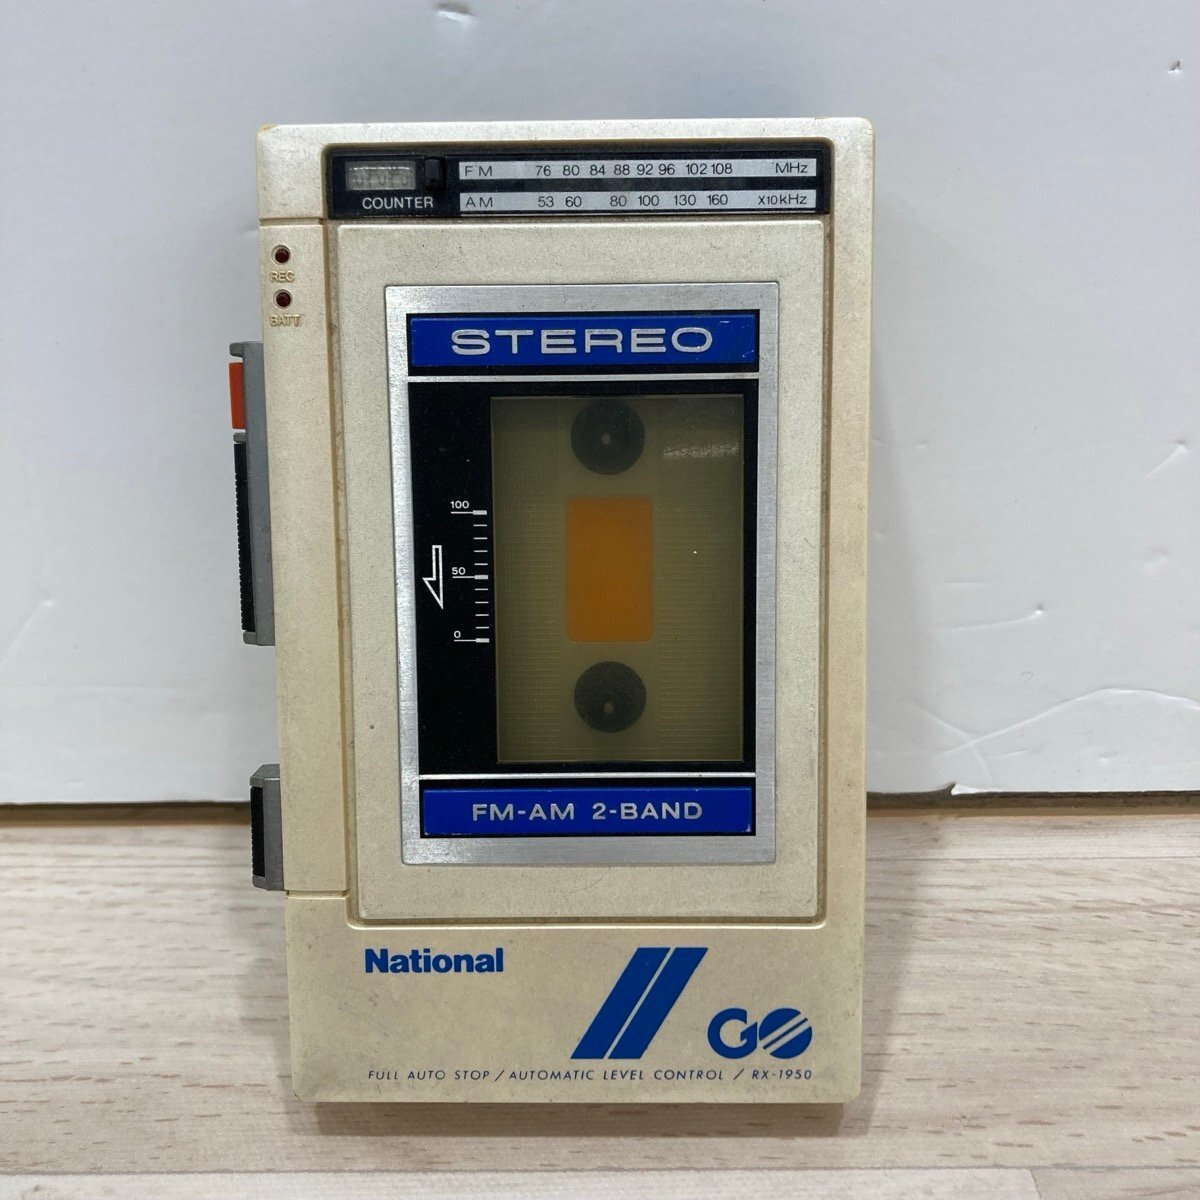 FM 76 80 84 88 92 96 102 108 MHz
COUNTER
AM 53 60 80 100 130 160 X10kHz
REC
BATT
STEREO
100
50
0
FM-AM 2-BAND
National
GO
FULL AUTO STOP / AUTOMATIC LEVEL CONTROL / RX-1950